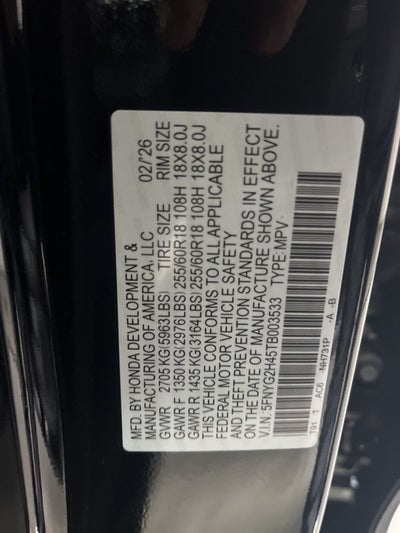 MFD. BY HONDA DEVELOPMENT &
MANUFACTURING OF AMERICA, LLC 02/'26
GVWR 2705 KG(5963LBS) TIRE SIZE RIM SIZE
GAWR F 1350 KG(2976LBS) 255/60R18 108H 18X8.0J
GAWR R 1435 KG(3164LBS) 255/60R18 108H 18X8.0J
THIS VEHICLE CONFORMS TO ALL APPLICABLE
FEDERAL MOTOR VEHICLE SAFETY
AND THEFT PREVENTION STANDARDS IN EFFECT
ON DATE OF MANUFACTURE SHOWN ABOVE.
V.I.N.: 5FNYG2H45TB003533 TYPE:MPV
T91 T AC6 -NH731P -A -B